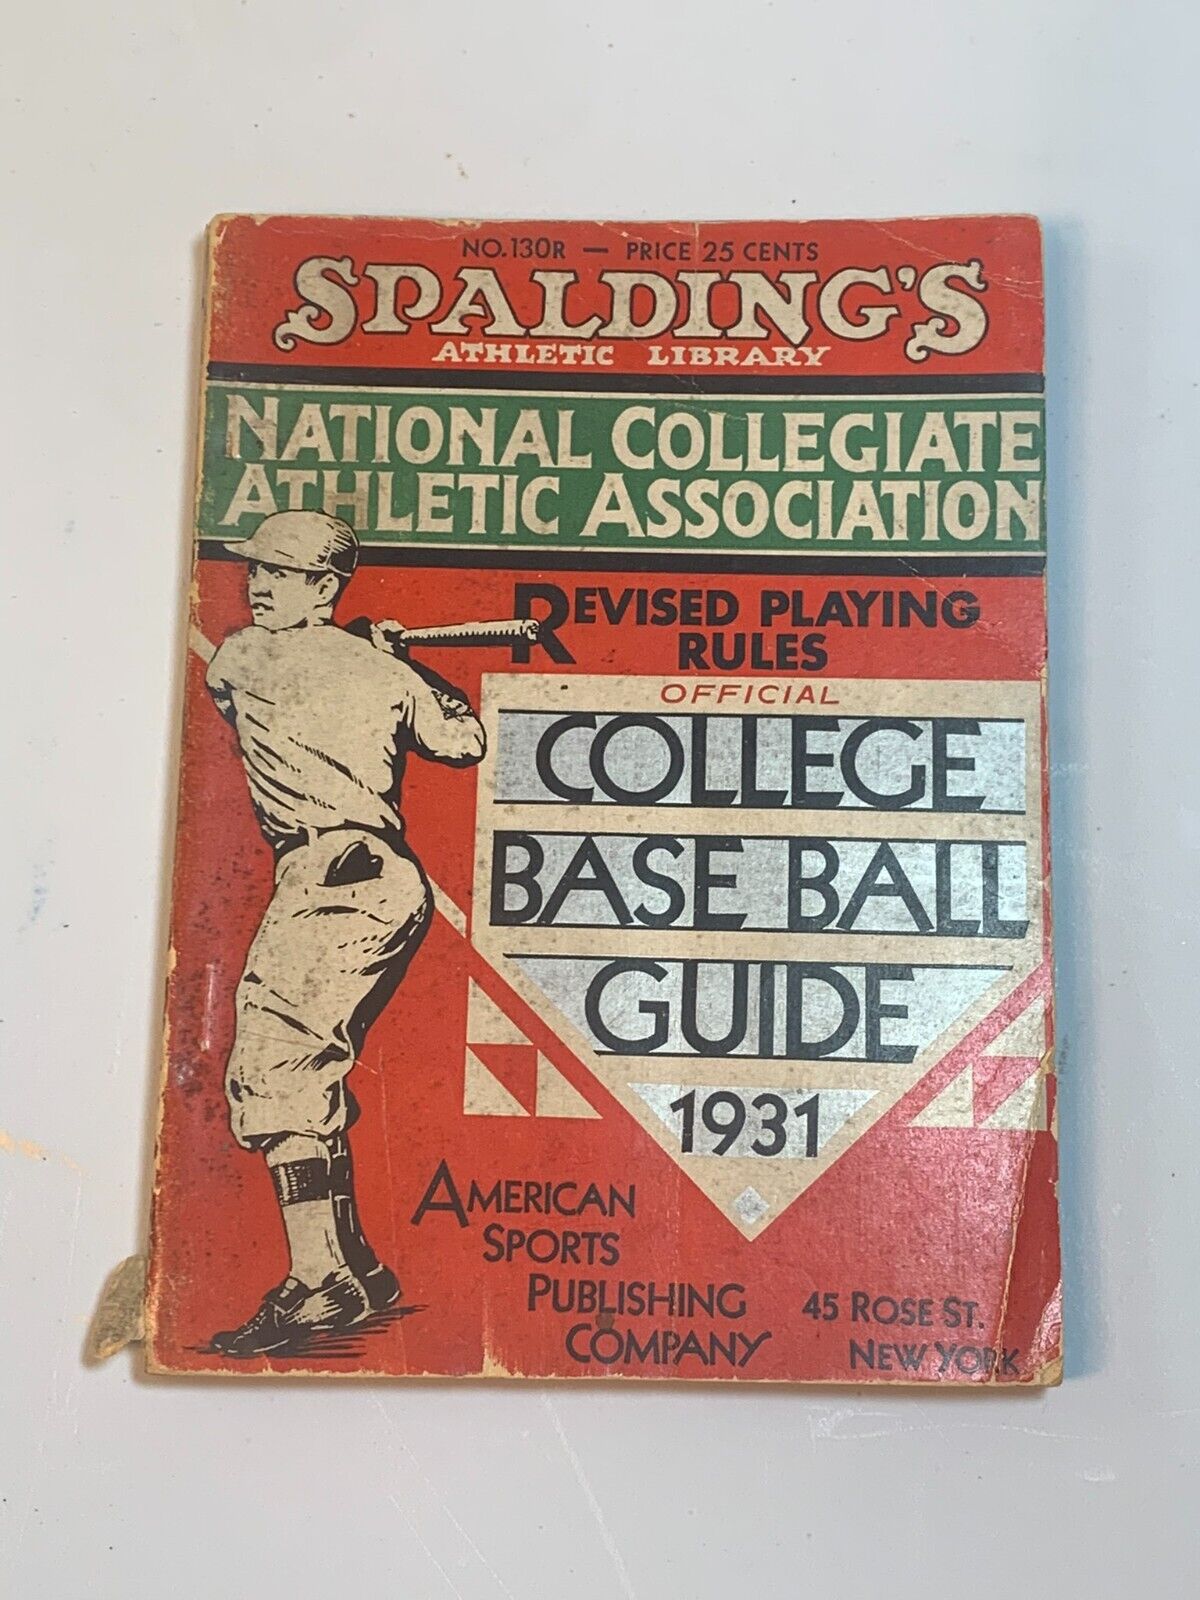 NO. 130R — PRICE 25 CENTS
SPALDING'S
ATHLETIC LIBRARY
NATIONAL COLLEGIATE
ATHLETIC ASSOCIATION
REVISED PLAYING
RULES
OFFICIAL
COLLEGE
BASE BALL
GUIDE
1931
AMERICAN
SPORTS
PUBLISHING
COMPANY
45 ROSE ST.
NEW YORK